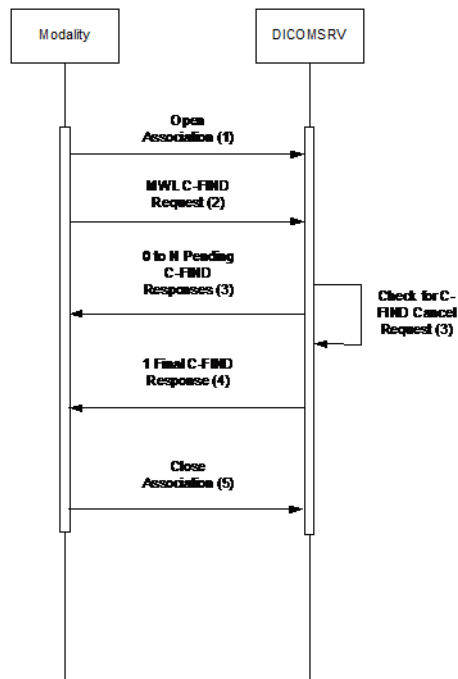 Modality
DICOMSRV
Open
Association (1)
MWL C-FIND
Request (2)
0 to N Pending
C-FIND
Responses (3)
Check for C-
FIND Cancel
Request (3)
1 Final C-FIND
Response (4)
Close
Association (5)